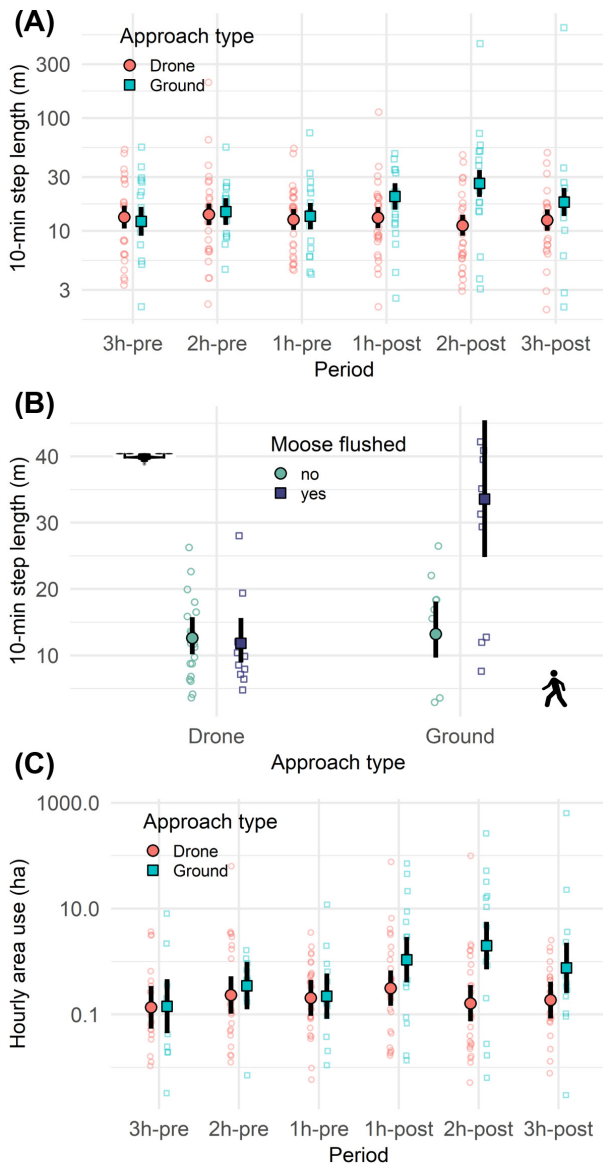 (A)
Approach type
Drone
Ground
10-min step length (m)
300
100
30
10
3
3h-pre 2h-pre 1h-pre 1h-post 2h-post 3h-post
Period
(B)
Moose flushed
no
yes
10-min step length (m)
40
30
20
10
Drone Ground
Approach type
(C)
Approach type
Drone
Ground
Hourly area use (ha)
1000.0
10.0
0.1
3h-pre 2h-pre 1h-pre 1h-post 2h-post 3h-post
Period